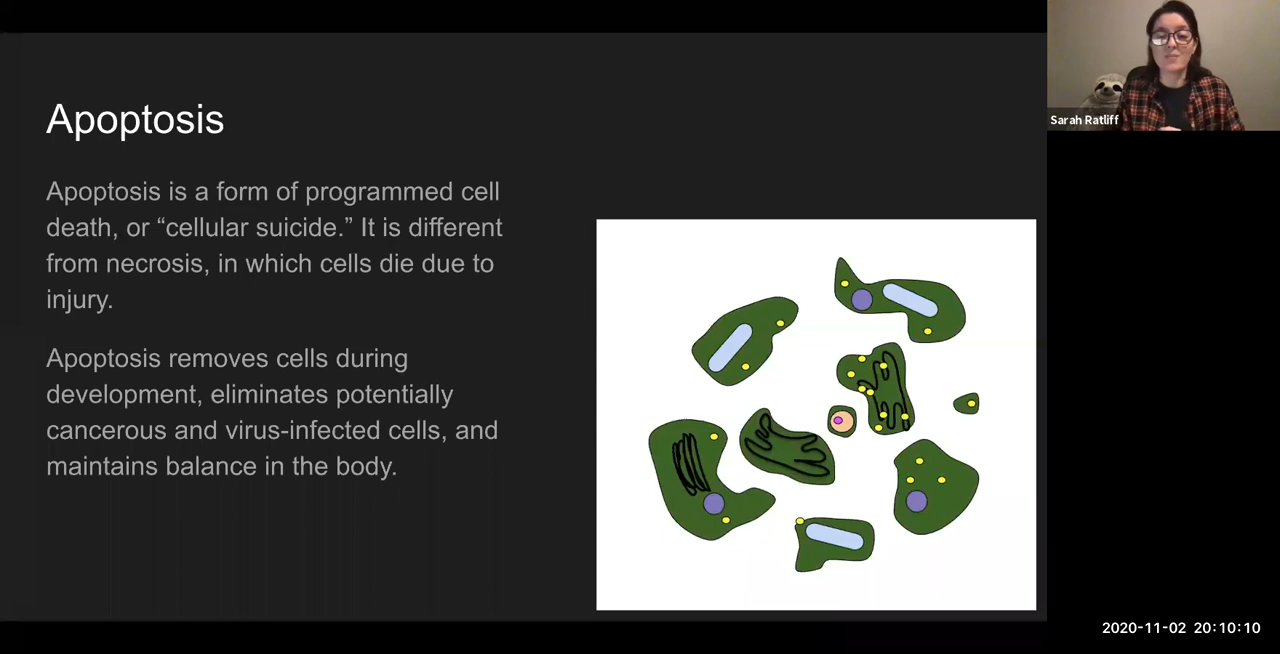 Apoptosis
Apoptosis is a form of programmed cell
death, or “cellular suicide.” It is different
from necrosis, in which cells die due to
injury.
Apoptosis removes cells during
development, eliminates potentially
cancerous and virus-infected cells, and
maintains balance in the body.
Sarah Ratliff
2020-11-02 20:10:10